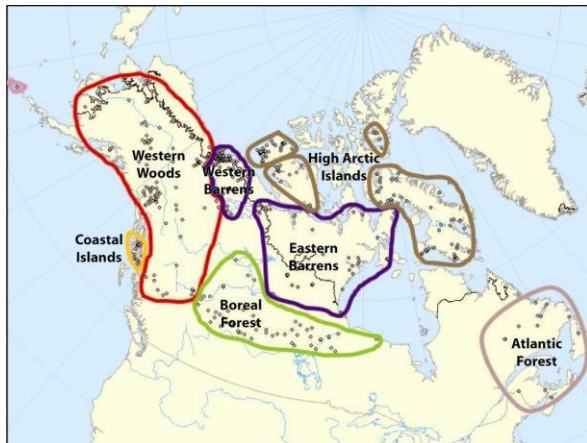 High Arctic
Islands
Western
Woods
Western
Barrens
Coastal
Islands
Eastern
Barrens
Boreal
Forest
Atlantic
Forest